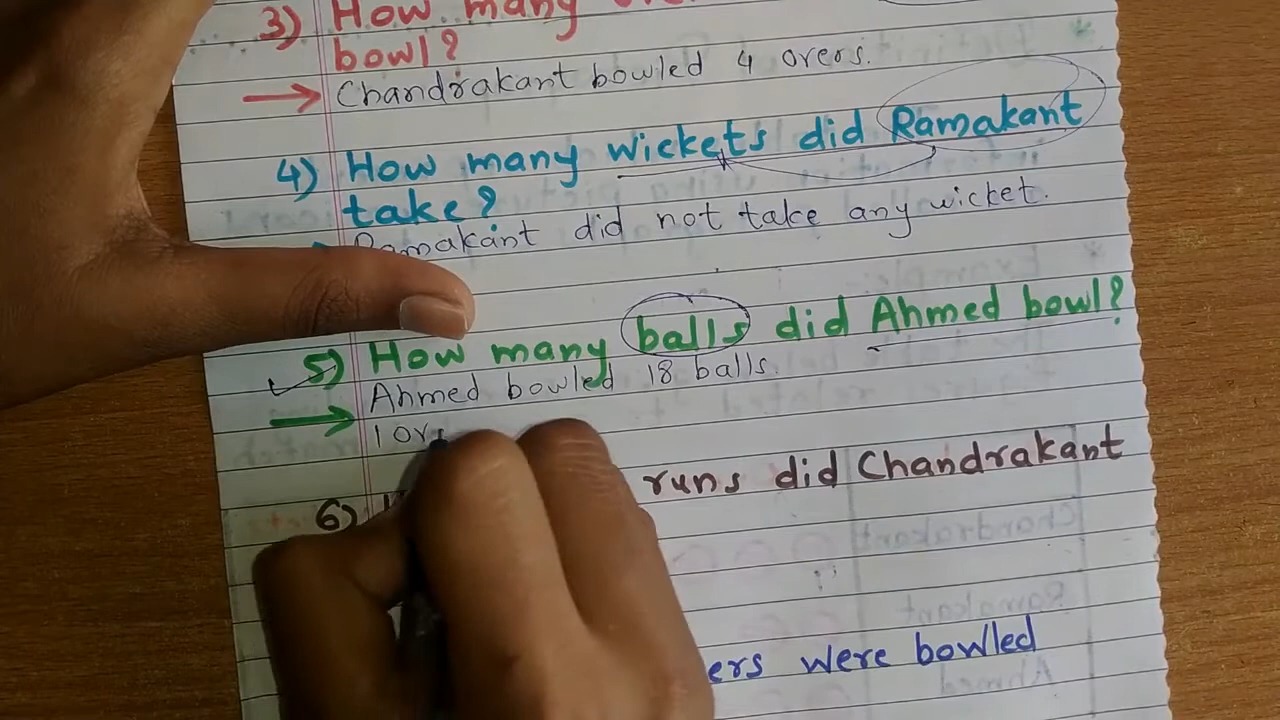 3) How many
bowl?
Chandrakant bowled 4 overs.
4) How many wickets did Ramakant
take?
Ramakant did not take any wicket.
5) How many balls did Ahmed bowl?
Ahmed bowled 18 balls.
1 ove
6) runs did Chandrakant
were bowled